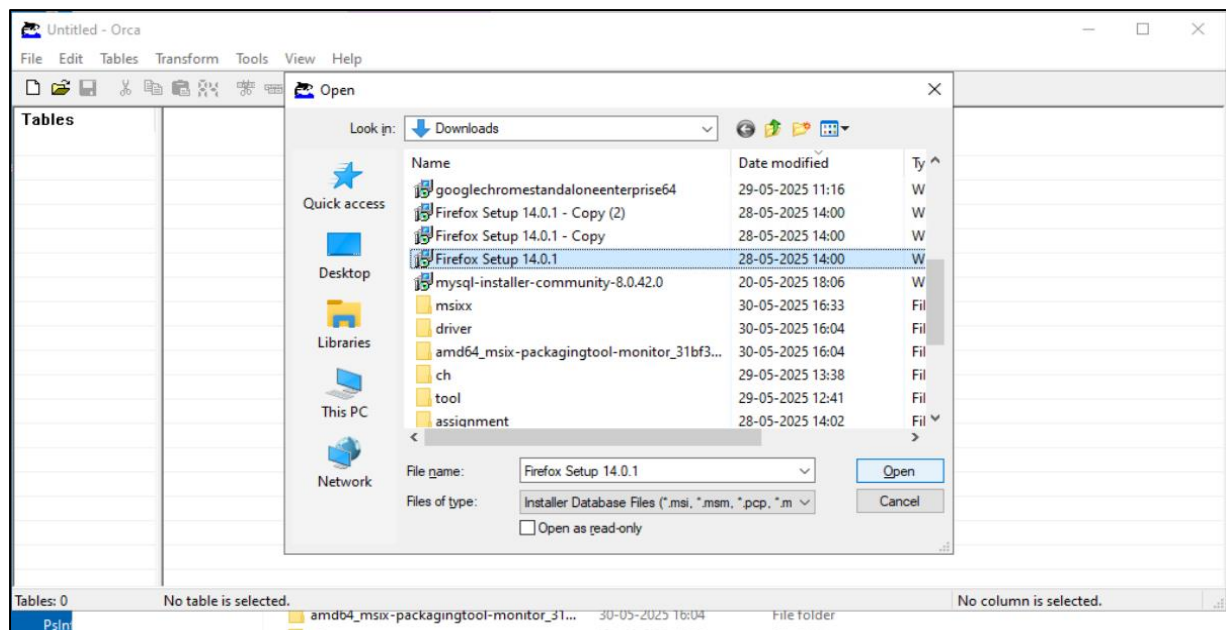 Untitled - Orca
File Edit Tables Transform Tools View Help
Open
Tables
Look in: Downloads
Name Date modified Ty
Quick access
Desktop
Libraries
This PC
Network
googlechromestandaloneenterprise64 29-05-2025 11:16 W
Firefox Setup 14.0.1 - Copy (2) 28-05-2025 14:00 W
Firefox Setup 14.0.1 - Copy 28-05-2025 14:00 W
Firefox Setup 14.0.1 28-05-2025 14:00 W
mysql-installer-community-8.0.42.0 20-05-2025 18:06 W
msixx 30-05-2025 16:33 Fil
driver 30-05-2025 16:04 Fil
amd64_msix-packagingtool-monitor_31bf3... 30-05-2025 16:04 Fil
ch 29-05-2025 13:38 Fil
tool 29-05-2025 12:41 Fil
assignment 28-05-2025 14:02 Fil
File name: Firefox Setup 14.0.1 Open
Files of type: Installer Database Files (*.msi, *.msm, *.pcp, *.m Cancel
Open as read-only
Tables: 0 No table is selected. No column is selected.
amd64_msix-packagingtool-monitor_31... 30-05-2025 16:04 File folder